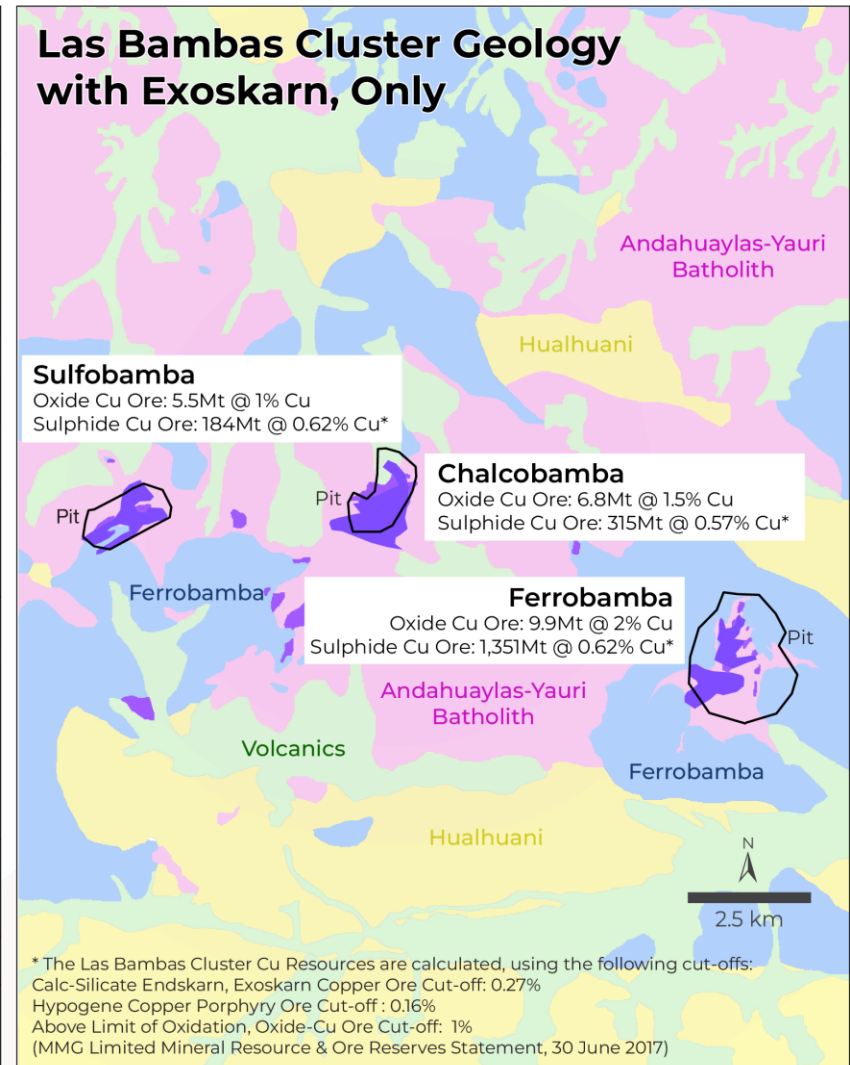 Las Bambas Cluster Geology
with Exoskarn, Only
Andahuaylas-Yauri
Batholith
Hualhuani
Sulfobamba
Oxide Cu Ore: 5.5Mt @ 1% Cu
Sulphide Cu Ore: 184Mt @ 0.62% Cu*
Chalcobamba
Oxide Cu Ore: 6.8Mt @ 1.5% Cu
Sulphide Cu Ore: 315Mt @ 0.57% Cu*
Pit
Pit
Ferrobamba
Ferrobamba
Oxide Cu Ore: 9.9Mt @ 2% Cu
Sulphide Cu Ore: 1,351Mt @ 0.62% Cu*
Pit
Andahuaylas-Yauri
Batholith
Volcanics
Ferrobamba
Hualhuani
N
2.5 km
* The Las Bambas Cluster Cu Resources are calculated, using the following cut-offs:
Calc-Silicate Endskarn, Exoskarn Copper Ore Cut-off: 0.27%
Hypogene Copper Porphyry Ore Cut-off : 0.16%
Above Limit of Oxidation, Oxide-Cu Ore Cut-off: 1%
(MMG Limited Mineral Resource & Ore Reserves Statement, 30 June 2017)